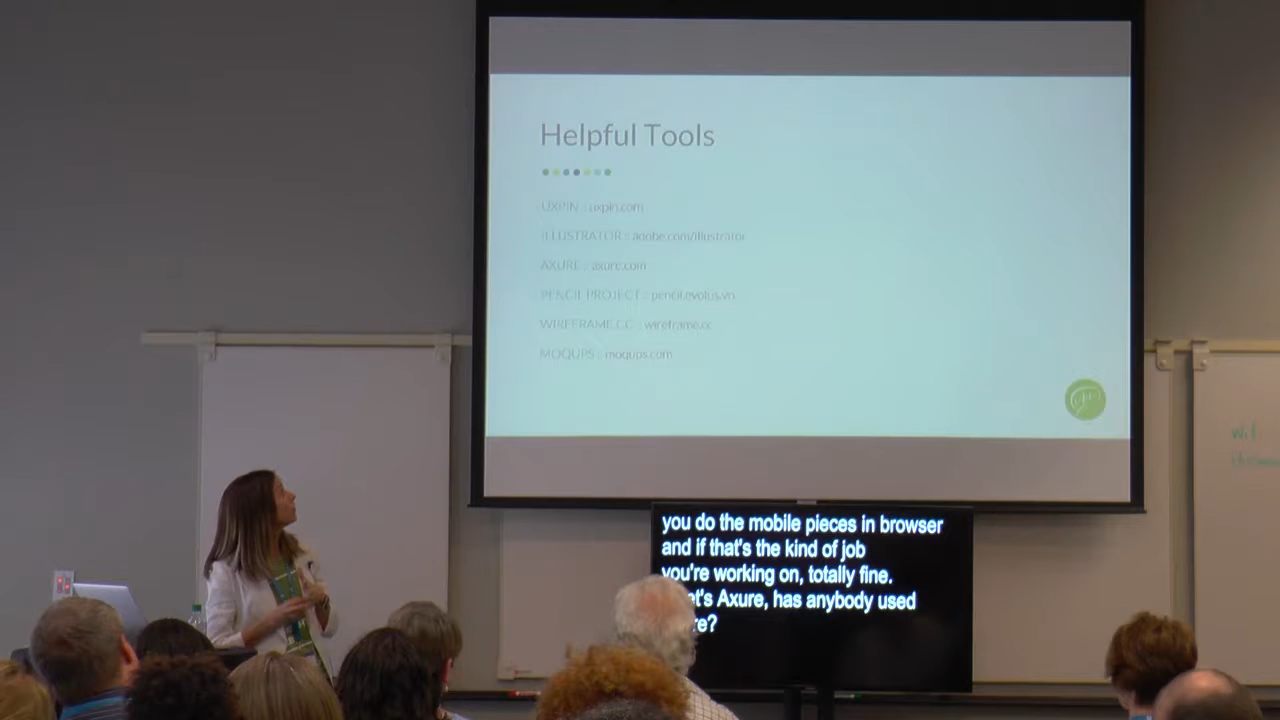 Helpful Tools
UXPIN :: uxpin.com
ILLUSTRATOR :: adobe.com/illustrator
AXURE :: axure.com
PENCIL PROJECT :: pencil.evolus.vn
WIREFRAME.CC :: wireframe.cc
MOQUPS :: moqups.com
you do the mobile pieces in browser
and if that's the kind of job
you're working on, totally fine.
Axure, has anybody used